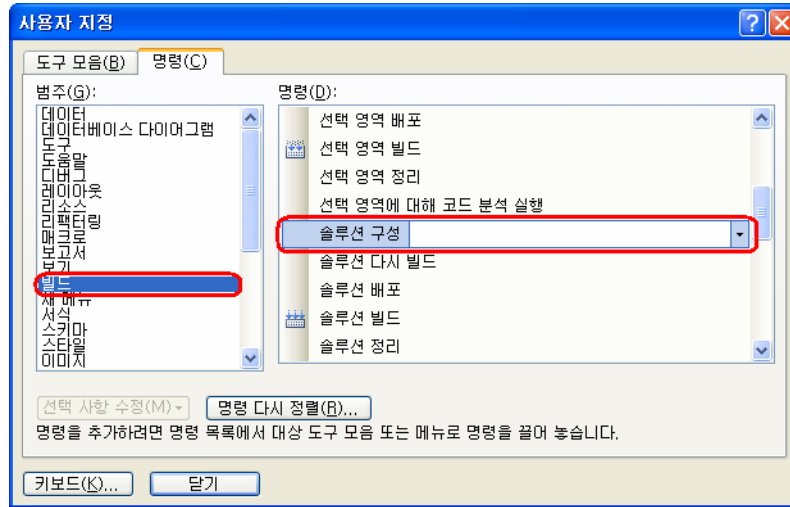 사용자 지정
도구 모음(B) 명령(C)
범주(G):
데이터
데이터베이스 다이어그램
도구
도움말
디버그
레이아웃
리소스
리팩터링
매크로
보고서
보기
빌드
새 메뉴
서식
스키마
스타일
이미지
명령(D):
선택 영역 배포
선택 영역 빌드
선택 영역 정리
선택 영역에 대해 코드 분석 실행
솔루션 구성
솔루션 다시 빌드
솔루션 배포
솔루션 빌드
솔루션 정리
선택 사항 수정(M) 명령 다시 정렬(R)...
명령을 추가하려면 명령 목록에서 대상 도구 모음 또는 메뉴로 명령을 끌어 놓습니다.
키보드(K)... 닫기